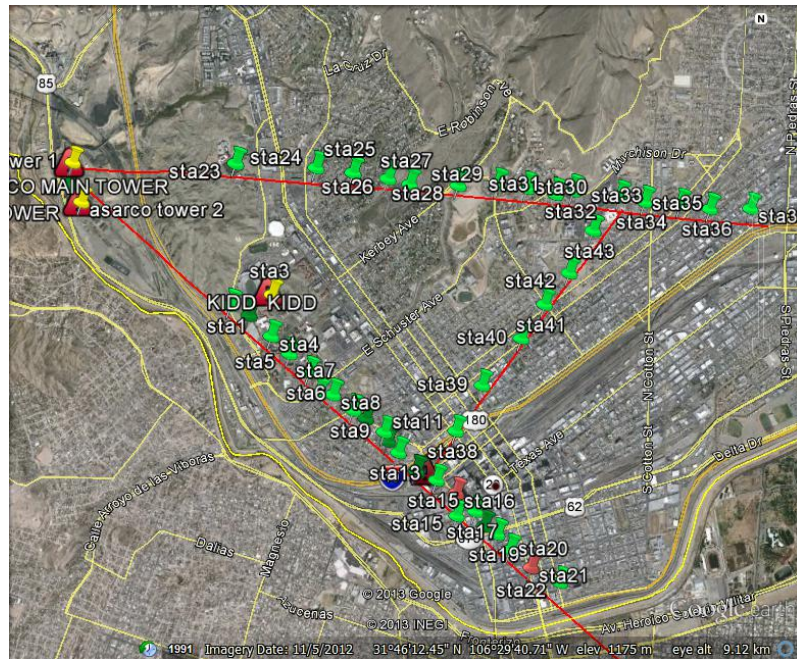 N
85
La Cruz Dr
N Piedras St
E Robinson Ave
Murchison Dr
sta25
sta24
sta27
sta23
wer 1
sta29
sta31
sta30
sta26
sta28
sta33
sta35
CO MAIN TOWER
TOWER
asarco tower 2
sta32
sta34
sta36
sta3
Kerbey Ave
sta43
sta3
sta42
KIDD
KIDD
E Schuster Ave
sta1
sta41
sta4
sta40
S Piedras St
sta5
sta7
N Cotton St
sta6
sta39
sta8
sta11
180
sta9
sta38
Texas Ave
Delta Dr
sta13
S Cotton St
20
Calle Arroyo de las Viboras
sta15
sta16
62
sta15
sta17
Magnesio
Dalias
sta19
sta20
sta21
sta22
© 2013 Google
Azucenas
Av. Heroico Colegio Militar
© 2013 INEGI
1991
Imagery Date: 11/5/2012
31°46'12.45" N
106°29'40.71" W
elev 1175 m
eye alt
9.12 km